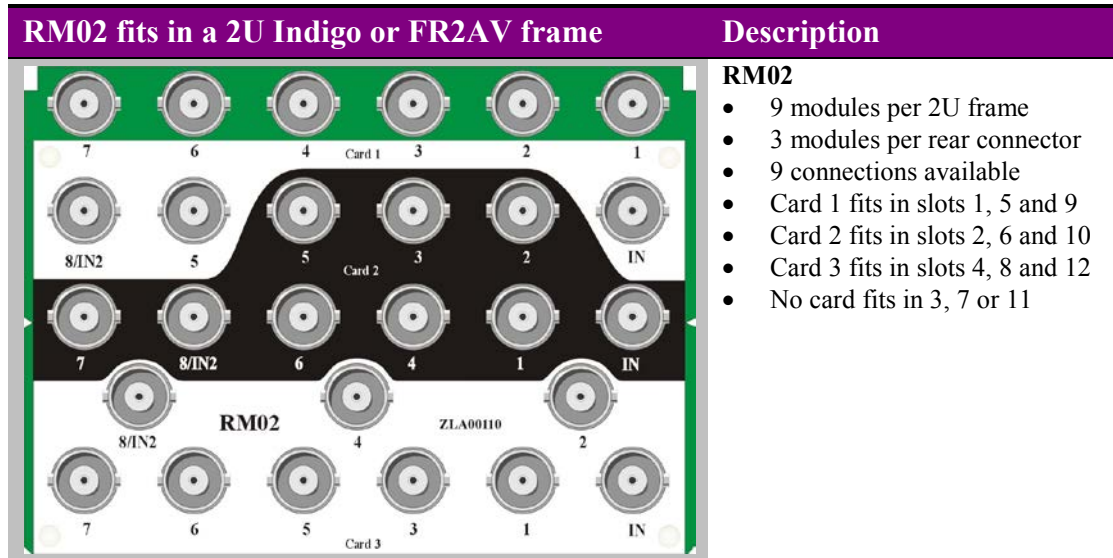 RM02 fits in a 2U Indigo or FR2AV frame
Description
7 6 4 Card 1 3 2 1
8/IN2 5 5 Card 2 3 2 IN
7 8/IN2 6 4 1 IN
8/IN2 RM02 4 ZLA00110 2
7 6 5 Card 3 3 1 IN
RM02
• 9 modules per 2U frame
• 3 modules per rear connector
• 9 connections available
• Card 1 fits in slots 1, 5 and 9
• Card 2 fits in slots 2, 6 and 10
• Card 3 fits in slots 4, 8 and 12
• No card fits in 3, 7 or 11